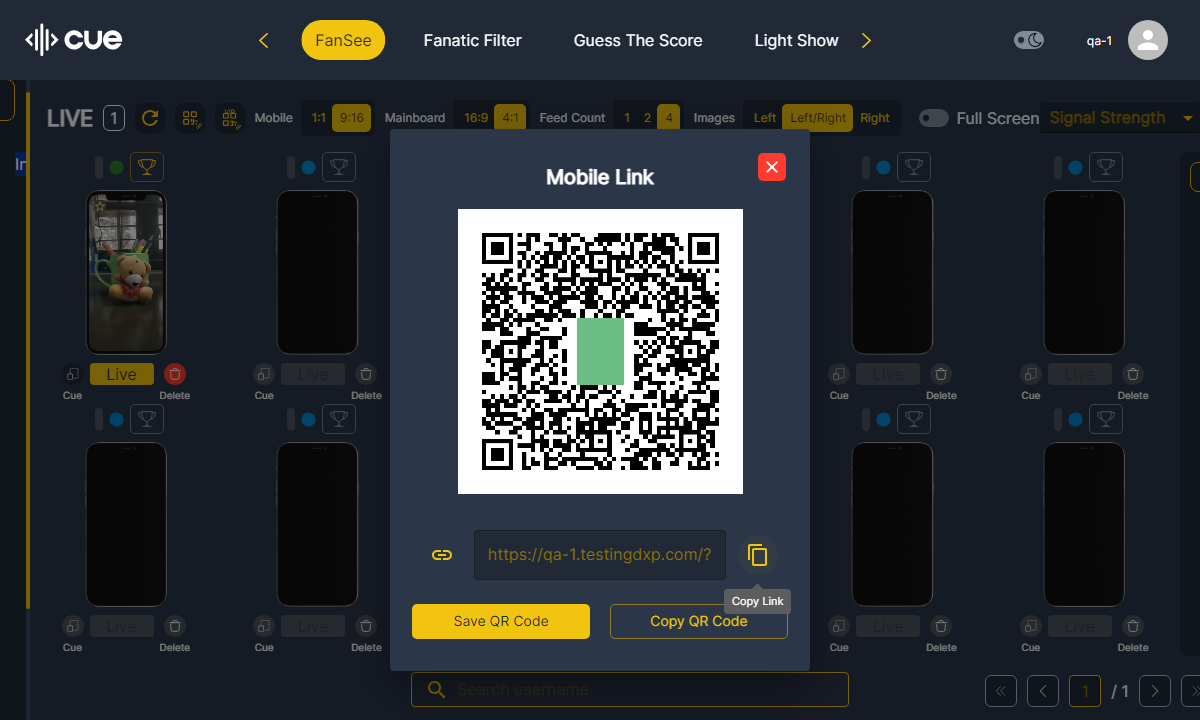 cue
FanSee
Fanatic Filter
Guess The Score
Light Show
qa-1
LIVE 1
Mobile 1:1 9:16
Mainboard 16:9 4:1
Feed Count 1 2 4
Images Left Left/Right Right
Full Screen
Signal Strength
In
Mobile Link
Live
Live
Live
Live
Cue Delete
Cue Delete
Cue Delete
Cue Delete
https://qa-1.testingdxp.com/?
Copy Link
Save QR Code
Copy QR Code
Live
Live
Live
Live
Cue Delete
Cue Delete
Cue Delete
Cue Delete
Search username
1 / 1